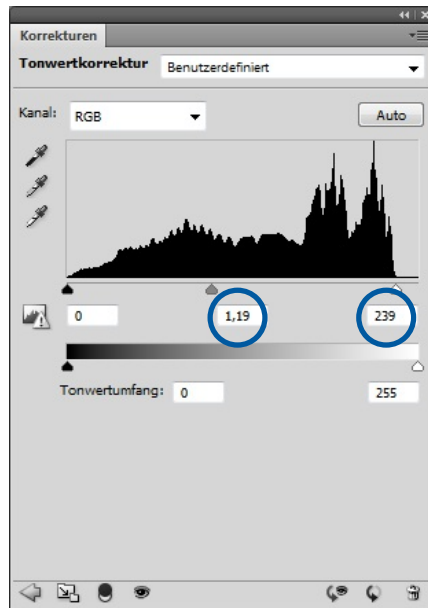 Korrekturen
Tonwertkorrektur Benutzerdefiniert
Kanal: RGB Auto
0 1,19 239
Tonwertumfang: 0 255